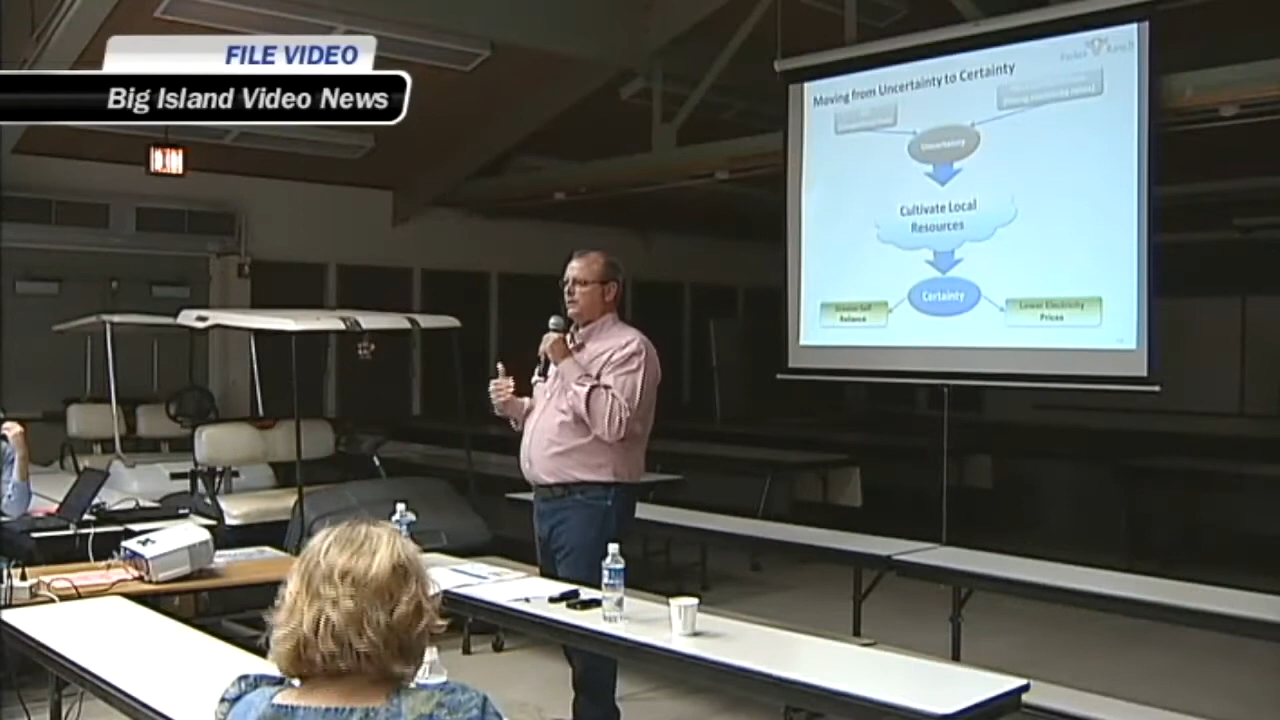 FILE VIDEO
Big Island Video News
Moving from Uncertainty to Certainty
Uncertainty
Cultivate Local
Resources
Certainty
Greater Self
Reliance
Lower Electricity
Prices